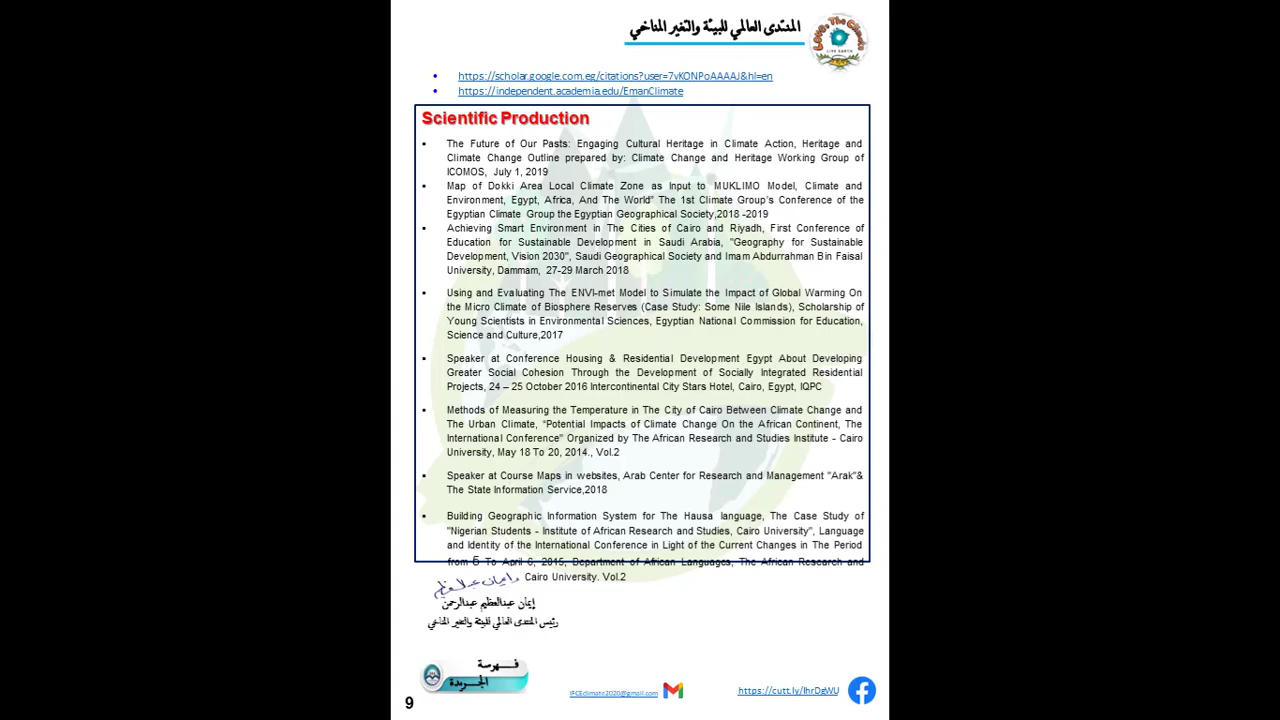 المنتدى العالمي للبيئة والتغير المناخي
Love The Climate
LIVE EARTH
• https://scholar.google.com.eg/citations?user=7vKONPoAAAAJ&hl=en
• https://independent.academia.edu/EmanClimate
Scientific Production
▪ The Future of Our Pasts: Engaging Cultural Heritage in Climate Action, Heritage and
Climate Change Outline prepared by: Climate Change and Heritage Working Group of
ICOMOS, July 1, 2019
▪ Map of Dokki Area Local Climate Zone as Input to MUKLIMO Model, Climate and
Environment, Egypt, Africa, And The World" The 1st Climate Group's Conference of the
Egyptian Climate Group the Egyptian Geographical Society,2018 -2019
▪ Achieving Smart Environment in The Cities of Cairo and Riyadh, First Conference of
Education for Sustainable Development in Saudi Arabia, "Geography for Sustainable
Development, Vision 2030", Saudi Geographical Society and Imam Abdurrahman Bin Faisal
University, Dammam, 27-29 March 2018
▪ Using and Evaluating The ENVI-met Model to Simulate the Impact of Global Warming On
the Micro Climate of Biosphere Reserves (Case Study: Some Nile Islands), Scholarship of
Young Scientists in Environmental Sciences, Egyptian National Commission for Education,
Science and Culture,2017
▪ Speaker at Conference Housing & Residential Development Egypt About Developing
Greater Social Cohesion Through the Development of Socially Integrated Residential
Projects, 24 – 25 October 2016 Intercontinental City Stars Hotel, Cairo, Egypt, IQPC
▪ Methods of Measuring the Temperature in The City of Cairo Between Climate Change and
The Urban Climate, "Potential Impacts of Climate Change On the African Continent, The
International Conference" Organized by The African Research and Studies Institute - Cairo
University, May 18 To 20, 2014., Vol.2
▪ Speaker at Course Maps in websites, Arab Center for Research and Management "Arak"&
The State Information Service,2018
▪ Building Geographic Information System for The Hausa language, The Case Study of
"Nigerian Students - Institute of African Research and Studies, Cairo University", Language
and Identity of the International Conference in Light of the Current Changes in The Period
from 5 To April 6, 2015, Department of African Languages, The African Research and
Cairo University. Vol.2
إيمان عبدالعظيم
إيمان عبدالعظيم عبدالرحمن
رئيس المنتدى العالمي للبيئة والتغير المناخي
فهرسة
الجريدة
IFCEclimate2020@gmail.com
https://cutt.ly/IhrDgWU
9